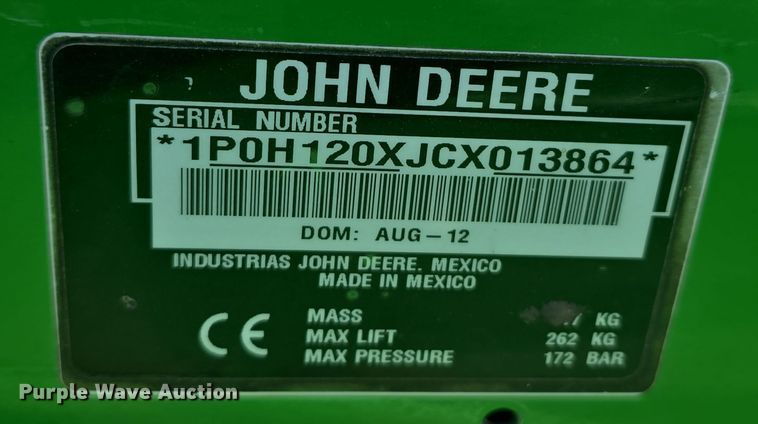 JOHN DEERE
SERIAL NUMBER
*1P0H120XJCX013864*
DOM: AUG-12
INDUSTRIAS JOHN DEERE. MEXICO
MADE IN MEXICO
CE
MASS KG
MAX LIFT 262 KG
MAX PRESSURE 172 BAR
Purple Wave Auction